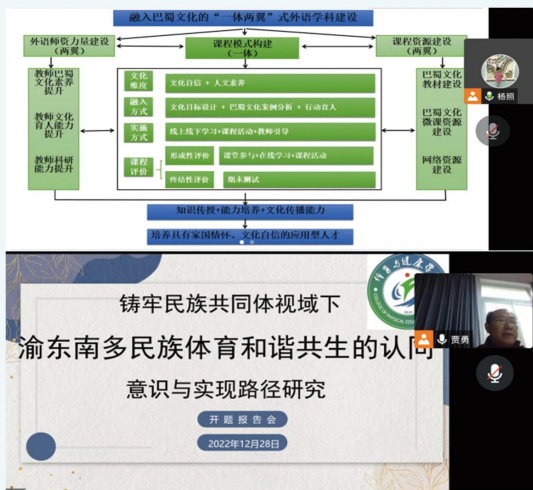 融入巴蜀文化的“一体两翼”式外语学科建设
外语师资力量建设
(两翼)
课程模式构建
(一体)
课程资源建设
(两翼)
教师巴蜀
文化素养
提升
教师文化
育人能力
提升
教师科研
能力提升
文化
维度
文化自信 + 人文素养
融入
方式
文化目标设计 + 巴蜀文化案例分析 + 行动育人
实施
方式
线上线下学习+课程活动+教师引导
课程
评价
形成性评价
课堂参与+在线学习+课程活动
终结性评价
期末测试
巴蜀文化
教材建设
巴蜀文化
微课资源
建设
网络资源
建设
杨照
知识传授+能力培养+文化传播能力
培养具有家国情怀、文化自信的应用型人才
铸牢民族共同体视域下
渝东南多民族体育和谐共生的认同
意识与实现路径研究
开题报告会
2022年12月28日
贾勇